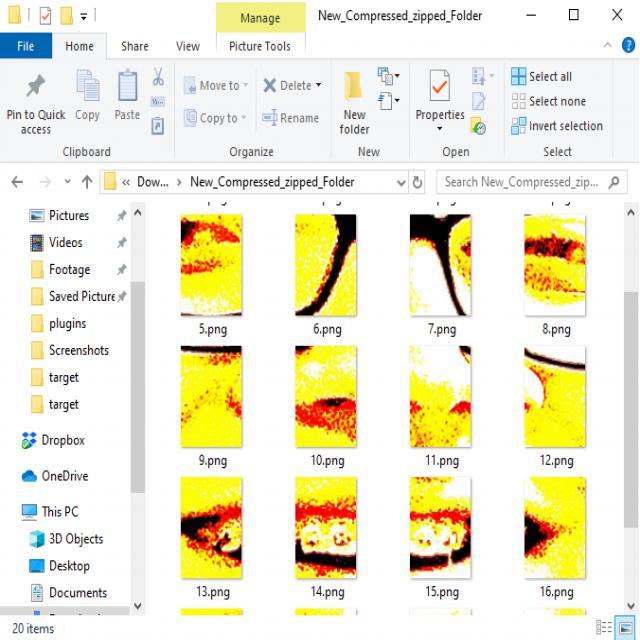 Manage
New_Compressed_zipped_Folder
File
Home
Share
View
Picture Tools
Pin to Quick
access
Copy
Paste
Move to
Copy to
Delete
Rename
New
folder
Properties
Select all
Select none
Invert selection
Clipboard
Organize
New
Open
Select
« Dow... > New_Compressed_zipped_Folder
Search New_Compressed_zip...
Pictures
Videos
Footage
Saved Picture
plugins
Screenshots
target
target
Dropbox
OneDrive
This PC
3D Objects
Desktop
Documents
5.png
6.png
7.png
8.png
9.png
10.png
11.png
12.png
13.png
14.png
15.png
16.png
20 items